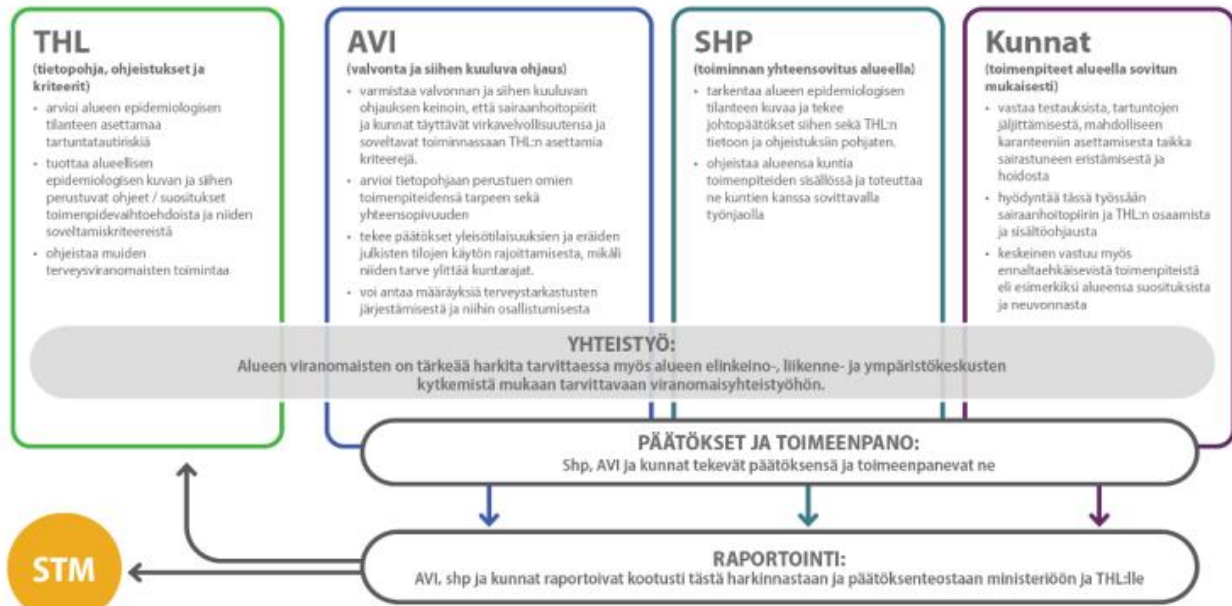 THL
(tietopohja, ohjeistukset ja
kriteerit)
• arvioi alueen epidemiologisen
tilanteen asettamaa
tartuntatautiriskiä
• tuottaa alueellisen
epidemiologisen kuvan ja siihen
perustuvat ohjeet / suositukset
toimenpidevaihtoehdoista ja niiden
soveltamiskriteereistä
• ohjeistaa muiden
terveysviranomaisten toimintaa
AVI
(valvonta ja siihen kuuluva ohjaus)
• varmistaa valvonnan ja siihen kuuluvan
ohjauksen keinoin, että sairaanhoitopiirit
ja kunnat täyttävät virkavelvollisuutensa ja
soveltavat toiminnassaan THL:n asettamia
kriteerejä.
• arvioi tietopohjaan perustuen omien
toimenpiteidensä tarpeen sekä
yhteensopivuuden
• tekee päätökset yleisötilaisuuksien ja eräiden
julkisten tilojen käytön rajoittamisesta, mikäli
niiden tarve ylittää kuntarajat.
• voi antaa määräyksiä terveystarkastusten
järjestämisestä ja niihin osallistumisesta
SHP
(toiminnan yhteensovitus alueella)
• tarkentaa alueen epidemiologisen
tilanteen kuvaa ja tekee
johtopäätökset siihen sekä THL:n
tietoon ja ohjeistuksiin pohjaten.
• ohjeistaa alueensa kuntia
toimenpiteiden sisällössä ja toteuttaa
ne kuntien kanssa sovittavalla
työnjaolla
Kunnat
(toimenpiteet alueella sovitun
mukaisesti)
• vastaa testauksista, tartuntojen
jäljittämisestä, mahdolliseen
karanteeniin asettamisesta taikka
sairastuneen eristämisestä ja
hoidosta
• hyödyntää tässä työssään
sairaanhoitopiirin ja THL:n osaamista
ja sisältöohjausta
• keskeinen vastuu myös
ennaltaehkäisevistä toimenpiteistä
eli esimerkiksi alueensa suosituksista
ja neuvonnasta
YHTEISTYÖ:
Alueen viranomaisten on tärkeää harkita tarvittaessa myös alueen elinkeino-, liikenne- ja ympäristökeskusten
kytkemistä mukaan tarvittavaan viranomaisyhteistyöhön.
PÄÄTÖKSET JA TOIMEENPANO:
Shp, AVI ja kunnat tekevät päätöksensä ja toimeenpanevat ne
RAPORTOINTI:
AVI, shp ja kunnat raportoivat kootusti tästä harkinnastaan ja päätöksenteostaan ministeriöön ja THL:lle
STM